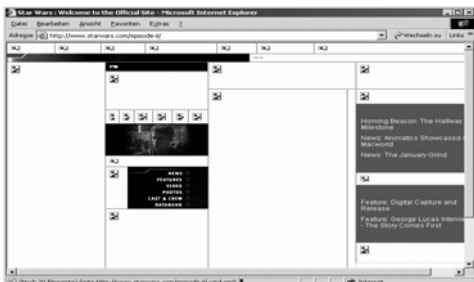 Star Wars : Welcome to the Official Site - Microsoft Internet Explorer
Datei Bearbeiten Ansicht Favoriten Extras ?
Adresse http://www.starwars.com/episode-ii/ Wechseln zu Links
NEWS
FEATURES
VIDEO
PHOTOS
CAST & CREW
DATABANK
Homing Beacon: The Halfway
Milestone
News: Animatics Showcased
Macworld
News: The January Grind
Feature: Digital Capture and
Release
Feature: George Lucas
- The Story Comes First
Internet